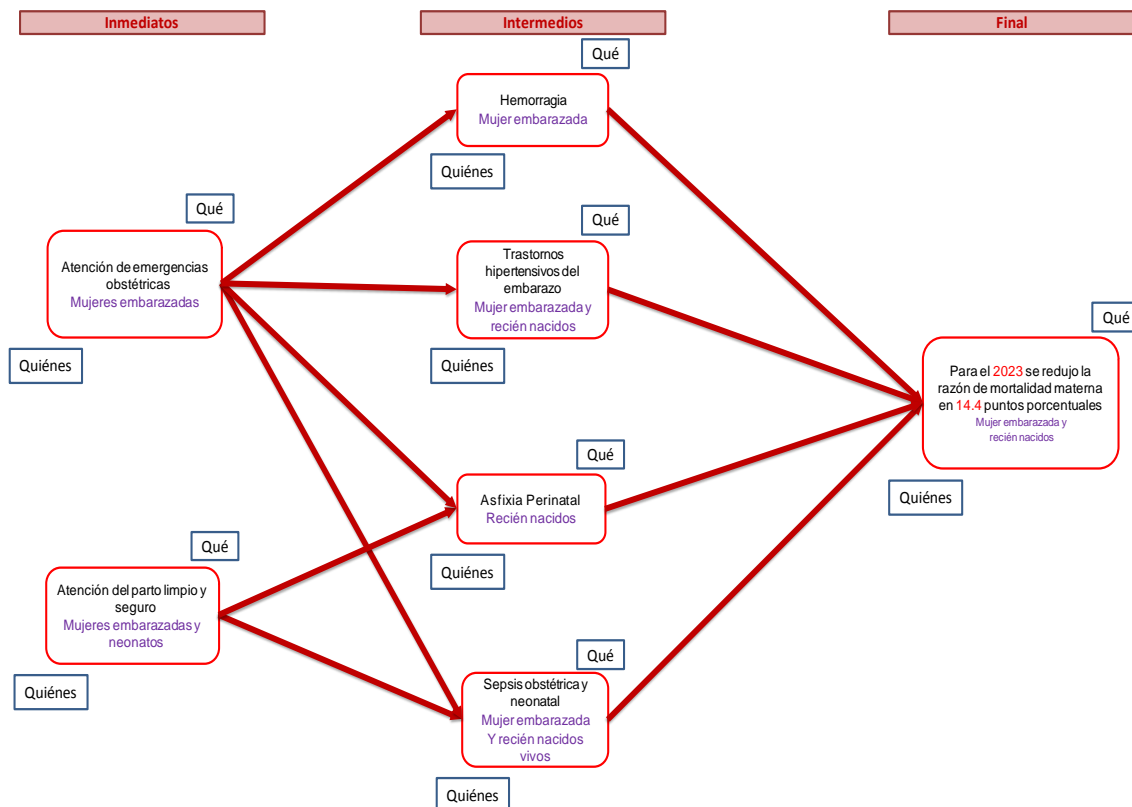 Inmediatos
Intermedios
Final
Qué
Hemorragia
Mujer embarazada
Quiénes
Qué
Atención de emergencias
obstétricas
Mujeres embarazadas
Quiénes
Qué
Trastornos
hipertensivos del
embarazo
Mujer embarazada y
recién nacidos
Quiénes
Qué
Para el 2023 se redujo la
razón de mortalidad materna
en 14.4 puntos porcentuales
Mujer embarazada y
recién nacidos
Quiénes
Qué
Asfixia Perinatal
Recién nacidos
Quiénes
Qué
Atención del parto limpio y
seguro
Mujeres embarazadas y
neonatos
Quiénes
Qué
Sepsis obstétrica y
neonatal
Mujer embarazada
Y recién nacidos
vivos
Quiénes